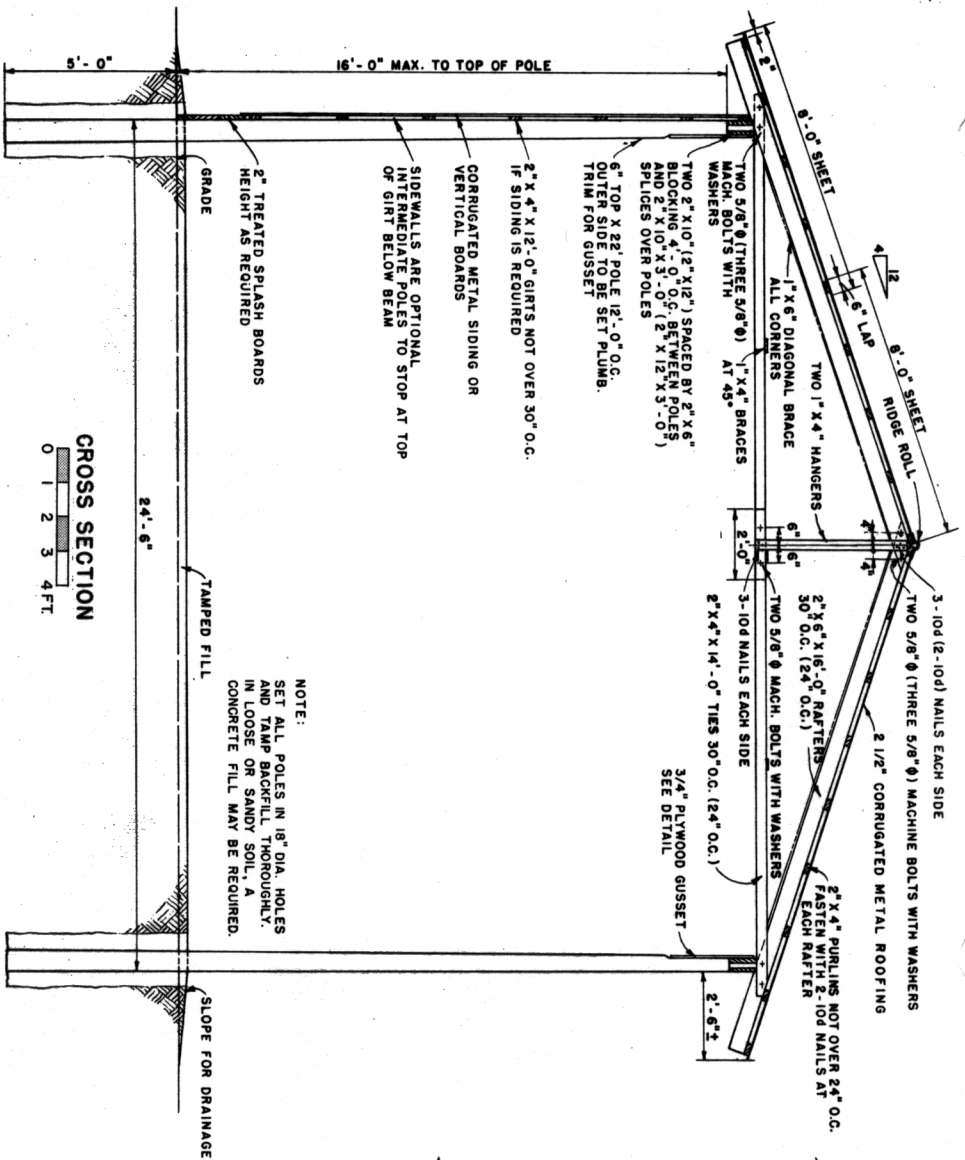 3-10d (2-10d) NAILS EACH SIDE
TWO 5/8"ϕ (THREE 5/8"ϕ) MACHINE BOLTS WITH WASHERS
2 1/2" CORRUGATED METAL ROOFING
2" X 4" PURLINS NOT OVER 24" O.C.
FASTEN WITH 2-10d NAILS AT
EACH RAFTER
RIDGE ROLL
8'-0" SHEET
6" LAP
8'-0" SHEET
2"
12
4
4"
4"
TWO 1" X 4" HANGERS
2"X6"X16'-0" RAFTERS
30" O.C. (24" O.C.)
1" X 6" DIAGONAL BRACE
ALL CORNERS
1" X 4" BRACES
AT 45°
6"
6"
2'-0"
TWO 5/8"ϕ MACH. BOLTS WITH WASHERS
3-10d NAILS EACH SIDE
2"X4"X 14'-0" TIES 30" O.C. (24" O.C.)
TWO 5/8"ϕ (THREE 5/8"ϕ)
MACH. BOLTS WITH
WASHERS
TWO 2" X 10" (2" X 12") SPACED BY 2" X 6"
BLOCKING 4'-0" O.C. BETWEEN POLES
AND 2" X 10" X 3'-0" (2" X 12" X 3'-0")
SPLICES OVER POLES
3/4" PLYWOOD GUSSET
SEE DETAIL
2'-6"±
6" TOP X 22' POLE 12'-0" O.C.
OUTER SIDE TO BE SET PLUMB.
TRIM FOR GUSSET
2" X 4" X 12'-0" GIRTS NOT OVER 30" O.C.
IF SIDING IS REQUIRED
CORRUGATED METAL SIDING OR
VERTICAL BOARDS
SIDEWALLS ARE OPTIONAL
INTERMEDIATE POLES TO STOP AT TOP
OF GIRT BELOW BEAM
2" TREATED SPLASH BOARDS
HEIGHT AS REQUIRED
16'-0" MAX. TO TOP OF POLE
5'-0"
GRADE
NOTE:
SET ALL POLES IN 18" DIA. HOLES
AND TAMP BACKFILL THOROUGHLY.
IN LOOSE OR SANDY SOIL, A
CONCRETE FILL MAY BE REQUIRED.
TAMPED FILL
SLOPE FOR DRAINAGE
24'-6"
CROSS SECTION
0 1 2 3 4 FT.